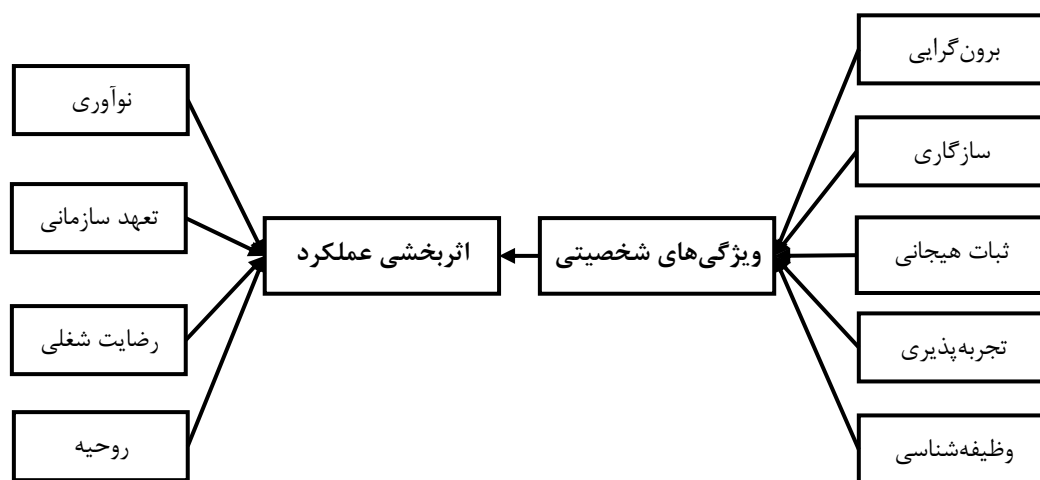 برون‌گرایی
سازگاری
ثبات هیجانی
تجربه‌پذیری
وظیفه‌شناسی
ویژگی‌های شخصیتی
اثربخشی عملکرد
نوآوری
تعهد سازمانی
رضایت شغلی
روحیه